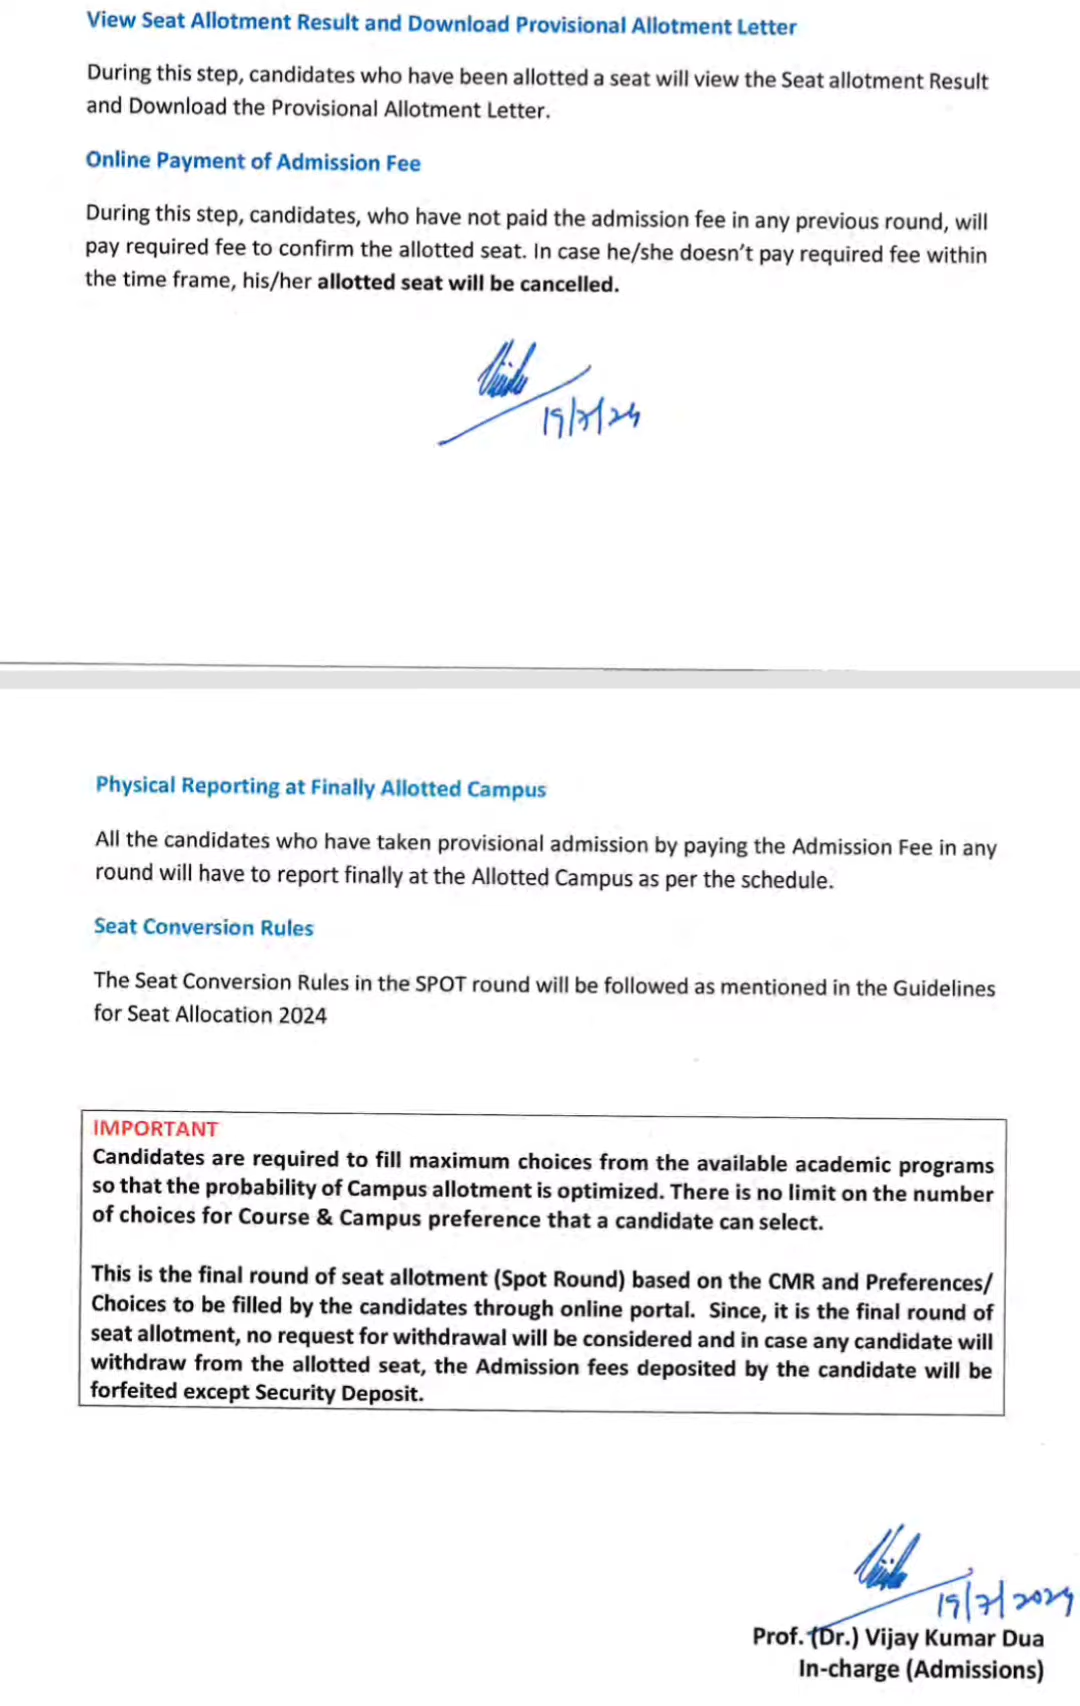 View Seat Allotment Result and Download Provisional Allotment Letter
During this step, candidates who have been allotted a seat will view the Seat allotment Result
and Download the Provisional Allotment Letter.
Online Payment of Admission Fee
During this step, candidates, who have not paid the admission fee in any previous round, will
pay required fee to confirm the allotted seat. In case he/she doesn't pay required fee within
the time frame, his/her allotted seat will be cancelled.
19/7/24
Physical Reporting at Finally Allotted Campus
All the candidates who have taken provisional admission by paying the Admission Fee in any
round will have to report finally at the Allotted Campus as per the schedule.
Seat Conversion Rules
The Seat Conversion Rules in the SPOT round will be followed as mentioned in the Guidelines
for Seat Allocation 2024
IMPORTANT
Candidates are required to fill maximum choices from the available academic programs
so that the probability of Campus allotment is optimized. There is no limit on the number
of choices for Course & Campus preference that a candidate can select.
This is the final round of seat allotment (Spot Round) based on the CMR and Preferences/
Choices to be filled by the candidates through online portal. Since, it is the final round of
seat allotment, no request for withdrawal will be considered and in case any candidate will
withdraw from the allotted seat, the Admission fees deposited by the candidate will be
forfeited except Security Deposit.
19/7/2024
Prof. (Dr.) Vijay Kumar Dua
In-charge (Admissions)